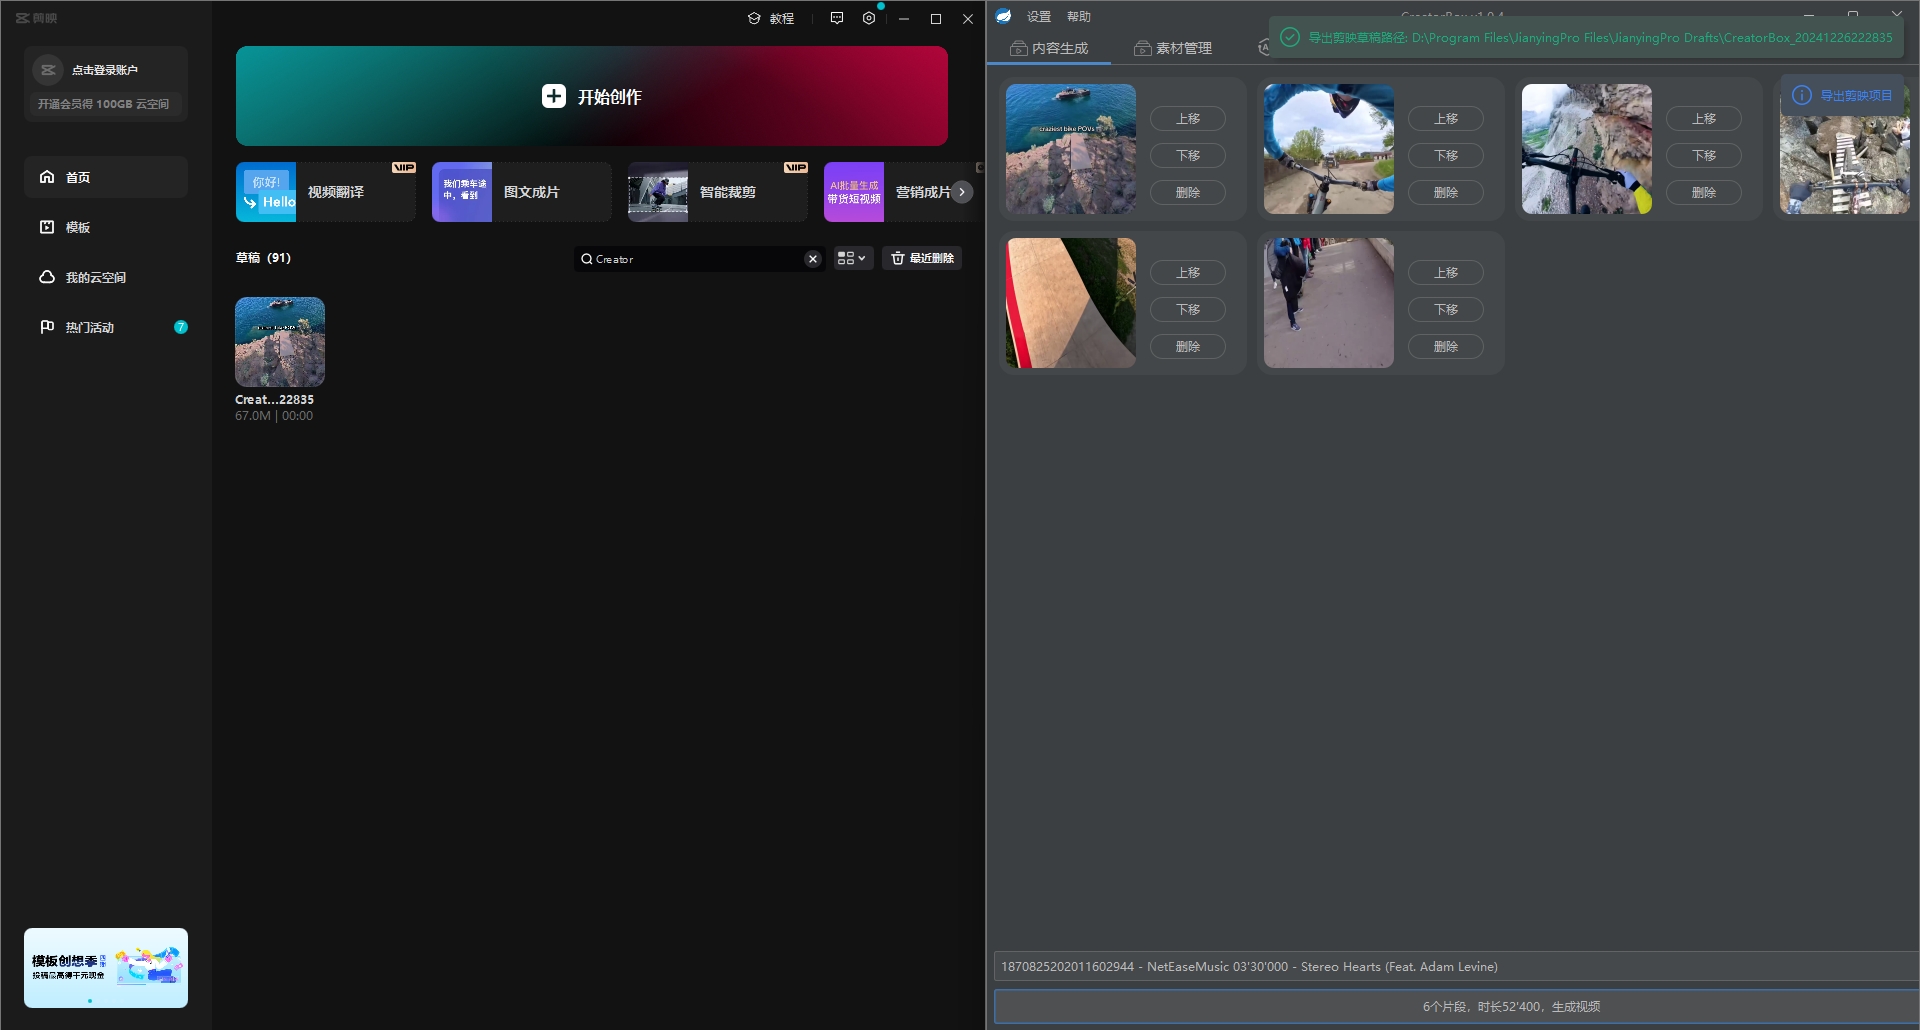 剪映
教程
点击登录账户
开通会员得 100GB 云空间
首页
模板
我的云空间
热门活动
7
开始创作
你好!
Hello
视频翻译
VIP
我们乘车途
中，看到
图文成片
智能裁剪
VIP
AI批量生成
带货短视频
营销成片
草稿 (91)
Creator
最近删除
craziest bike POVs
Creat...22835
67.0M | 00:00
模板创想季
投稿最高得千元现金
设置
帮助
CreatorBox v1.0.4
内容生成
素材管理
导出剪映草稿路径: D:\Program Files\JianyingPro Files\JianyingPro Drafts\CreatorBox_20241226222835
导出剪映项目
craziest bike POVs
上移
下移
删除
上移
下移
删除
上移
下移
删除
上移
下移
删除
上移
下移
删除
1870825202011602944 - NetEaseMusic 03'30'000 - Stereo Hearts (Feat. Adam Levine)
6个片段，时长52'400，生成视频